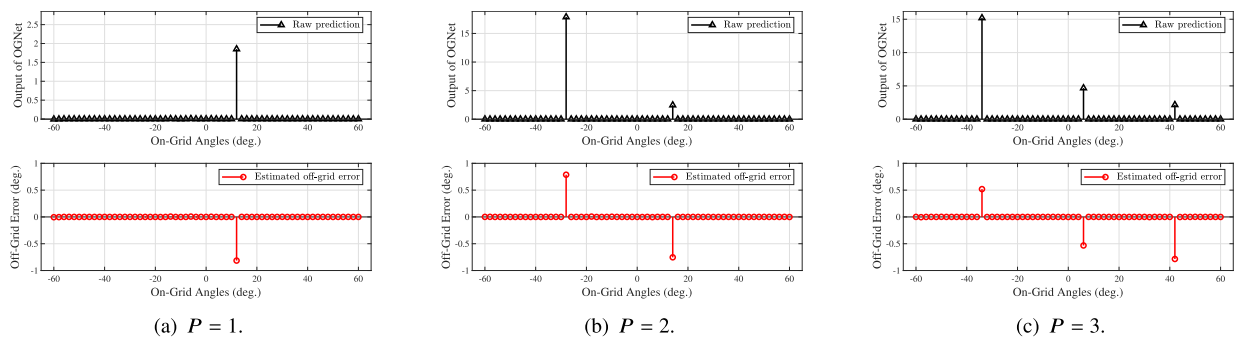 Output of OGNet
2.5
2
1.5
1
0.5
0
Raw prediction
-60 -40 -20 0 20 40 60
On-Grid Angles (deg.)
Off-Grid Error (deg.)
1
0.5
0
-0.5
-1
Estimated off-grid error
-60 -40 -20 0 20 40 60
On-Grid Angles (deg.)
(a) P = 1.
Output of OGNet
15
10
5
0
Raw prediction
-60 -40 -20 0 20 40 60
On-Grid Angles (deg.)
Off-Grid Error (deg.)
1
0.5
0
-0.5
-1
Estimated off-grid error
-60 -40 -20 0 20 40 60
On-Grid Angles (deg.)
(b) P = 2.
Output of OGNet
15
10
5
0
Raw prediction
-60 -40 -20 0 20 40 60
On-Grid Angles (deg.)
Off-Grid Error (deg.)
1
0.5
0
-0.5
-1
Estimated off-grid error
-60 -40 -20 0 20 40 60
On-Grid Angles (deg.)
(c) P = 3.